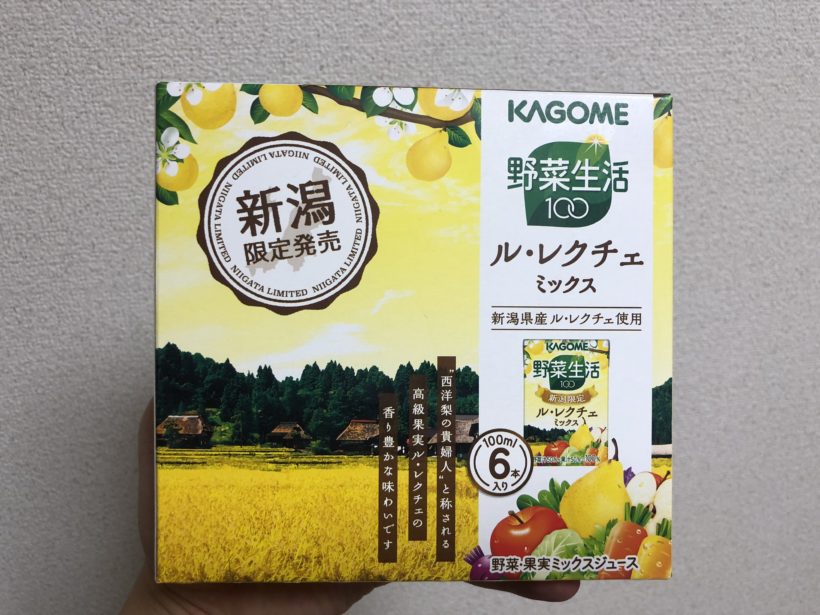 新潟
限定発売
NIIGATA LIMITED NIIGATA LIMITED NIIGATA LIMITED NIIGATA LIMITED NIIGATA LIMITED
KAGOME
野菜生活
100
ル・レクチェ
ミックス
新潟県産 ル・レクチェ使用
"西洋梨の貴婦人"と称される
高級果実ル・レクチェの
香り豊かな味わいです
KAGOME
野菜生活
100
新潟限定
ル・レクチェ
ミックス
100ml
6本
入り
野菜・果実ミックスジュース